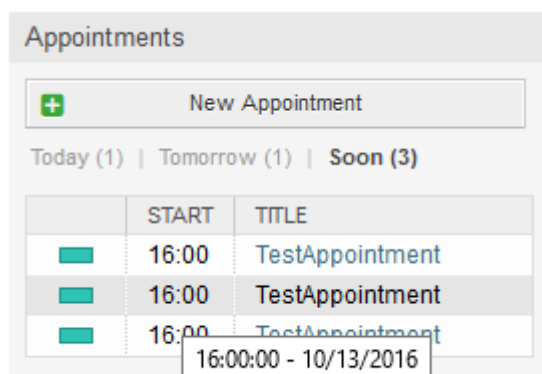 Appointments
New Appointment
Today (1) | Tomorrow (1) | Soon (3)
START TITLE
16:00 TestAppointment
16:00 TestAppointment
16:00 TestAppointment
16:00:00 - 10/13/2016